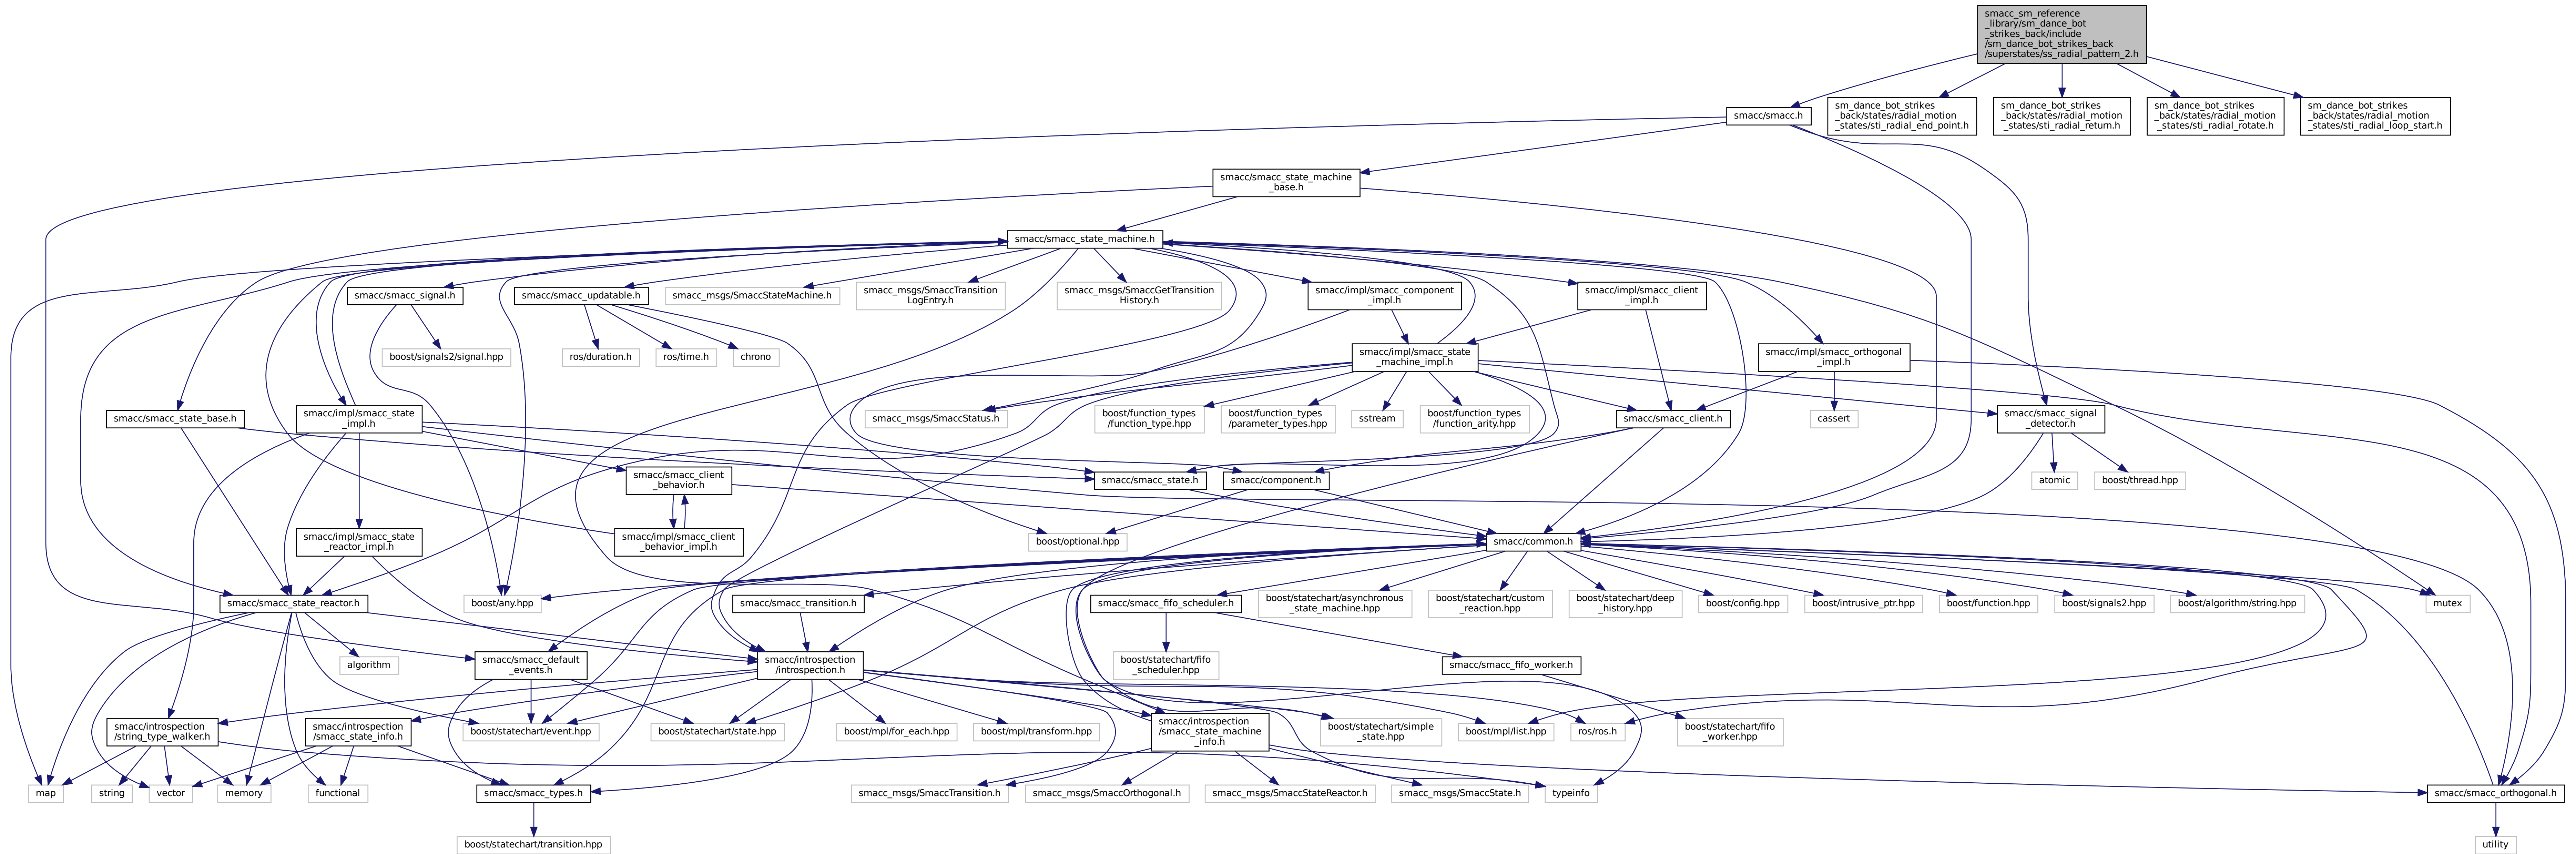 smacc_sm_reference
_library/sm_dance_bot
_strikes_back/include
/sm_dance_bot_strikes_back
/superstates/ss_radial_pattern_2.h
smacc/smacc.h
sm_dance_bot_strikes
_back/states/radial_motion
_states/sti_radial_end_point.h
sm_dance_bot_strikes
_back/states/radial_motion
_states/sti_radial_return.h
sm_dance_bot_strikes
_back/states/radial_motion
_states/sti_radial_rotate.h
sm_dance_bot_strikes
_back/states/radial_motion
_states/sti_radial_loop_start.h
smacc/smacc_state_machine
_base.h
smacc/smacc_state_machine.h
smacc/smacc_signal.h
smacc/smacc_updatable.h
smacc_msgs/SmaccStateMachine.h
smacc_msgs/SmaccTransition
LogEntry.h
smacc_msgs/SmaccGetTransition
History.h
smacc/impl/smacc_component
_impl.h
smacc/impl/smacc_client
_impl.h
boost/signals2/signal.hpp
ros/duration.h
ros/time.h
chrono
smacc/impl/smacc_state
_machine_impl.h
smacc/impl/smacc_orthogonal
_impl.h
smacc/smacc_state_base.h
smacc/impl/smacc_state
_impl.h
smacc_msgs/SmaccStatus.h
boost/function_types
/function_type.hpp
boost/function_types
/parameter_types.hpp
sstream
boost/function_types
/function_arity.hpp
smacc/smacc_client.h
cassert
smacc/smacc_signal
_detector.h
smacc/smacc_client
_behavior.h
smacc/smacc_state.h
smacc/component.h
atomic
boost/thread.hpp
smacc/impl/smacc_state
_reactor_impl.h
smacc/impl/smacc_client
_behavior_impl.h
boost/optional.hpp
smacc/common.h
smacc/smacc_state_reactor.h
boost/any.hpp
smacc/smacc_transition.h
smacc/smacc_fifo_scheduler.h
boost/statechart/asynchronous
_state_machine.hpp
boost/statechart/custom
_reaction.hpp
boost/statechart/deep
_history.hpp
boost/config.hpp
boost/intrusive_ptr.hpp
boost/function.hpp
boost/signals2.hpp
boost/algorithm/string.hpp
mutex
algorithm
smacc/smacc_default
_events.h
smacc/introspection
/introspection.h
boost/statechart/fifo
_scheduler.hpp
smacc/smacc_fifo_worker.h
smacc/introspection
/string_type_walker.h
smacc/introspection
/smacc_state_info.h
boost/statechart/event.hpp
boost/statechart/state.hpp
boost/mpl/for_each.hpp
boost/mpl/transform.hpp
smacc/introspection
/smacc_state_machine
_info.h
boost/statechart/simple
_state.hpp
boost/mpl/list.hpp
ros/ros.h
boost/statechart/fifo
_worker.hpp
map
string
vector
memory
functional
smacc/smacc_types.h
smacc_msgs/SmaccTransition.h
smacc_msgs/SmaccOrthogonal.h
smacc_msgs/SmaccStateReactor.h
smacc_msgs/SmaccState.h
typeinfo
smacc/smacc_orthogonal.h
boost/statechart/transition.hpp
utility